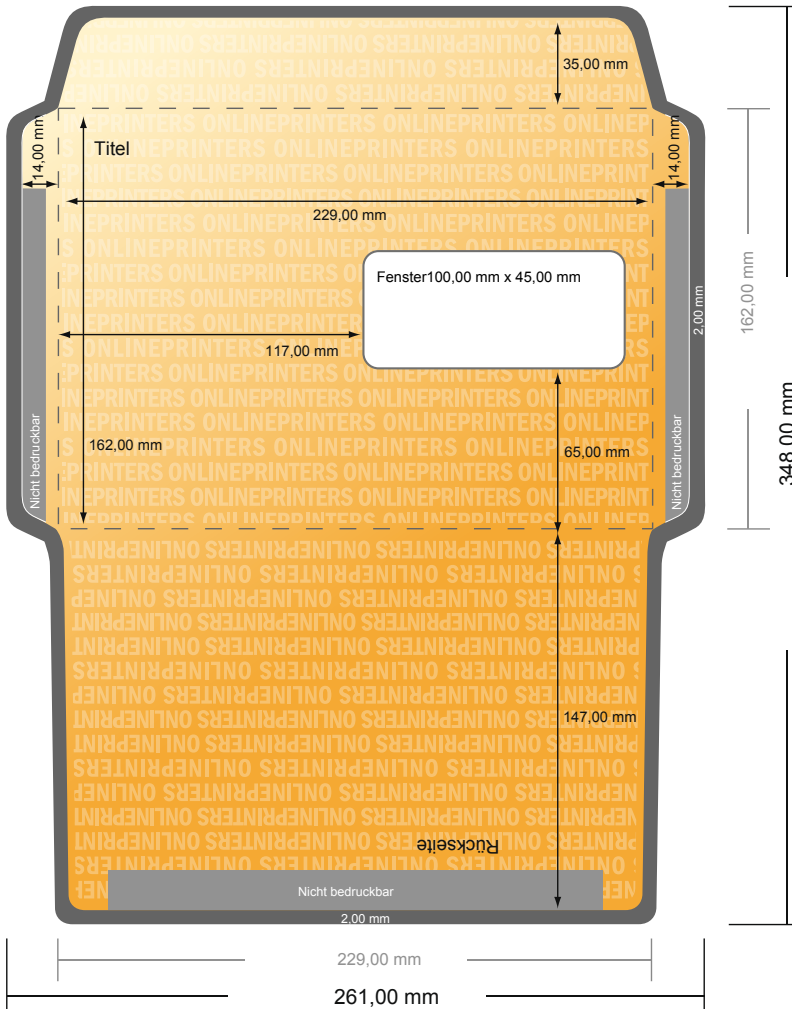 35,00 mm
14,00 mm
14,00 mm
Titel
229,00 mm
Fenster100,00 mm x 45,00 mm
117,00 mm
2,00 mm
162,00 mm
348,00 mm
162,00 mm
65,00 mm
Nicht bedruckbar
Nicht bedruckbar
ONLINEPRINTERS ONLINEPRINTERS
147,00 mm
Rückseite
Nicht bedruckbar
2,00 mm
229,00 mm
261,00 mm